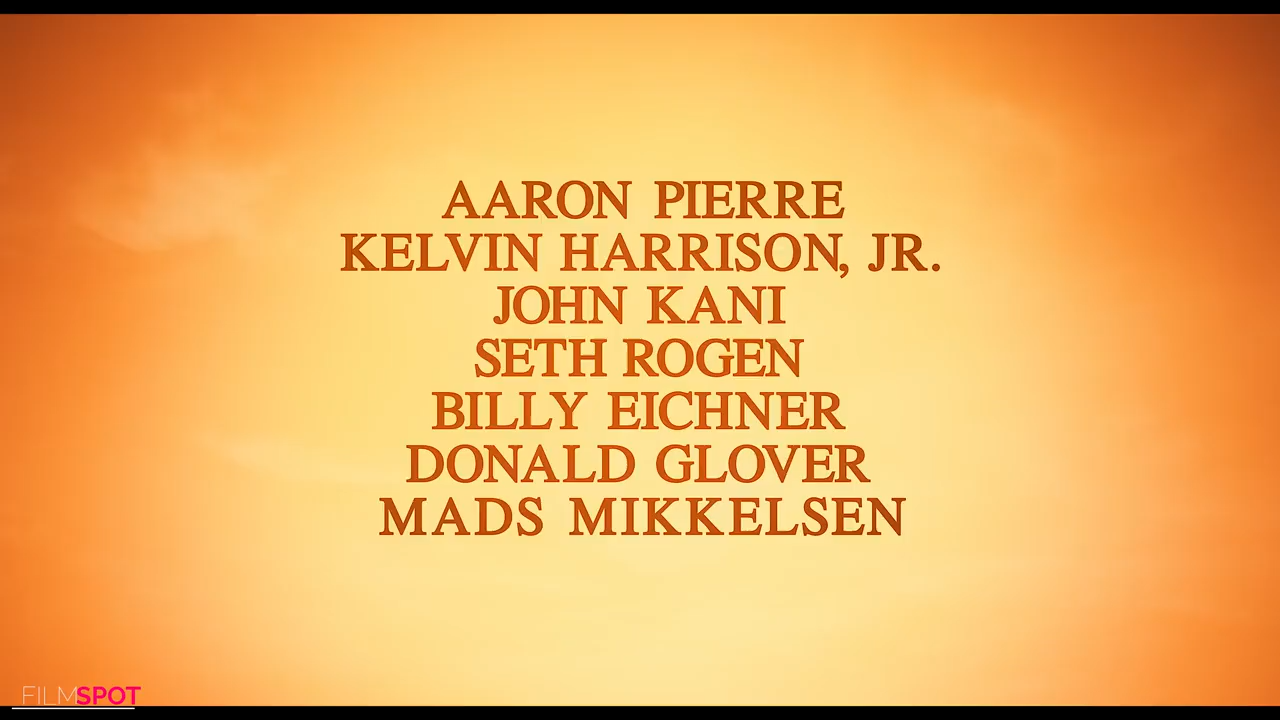 AARON PIERRE
KELVIN HARRISON, JR.
JOHN KANI
SETH ROGEN
BILLY EICHNER
DONALD GLOVER
MADS MIKKELSEN
FILMSPOT